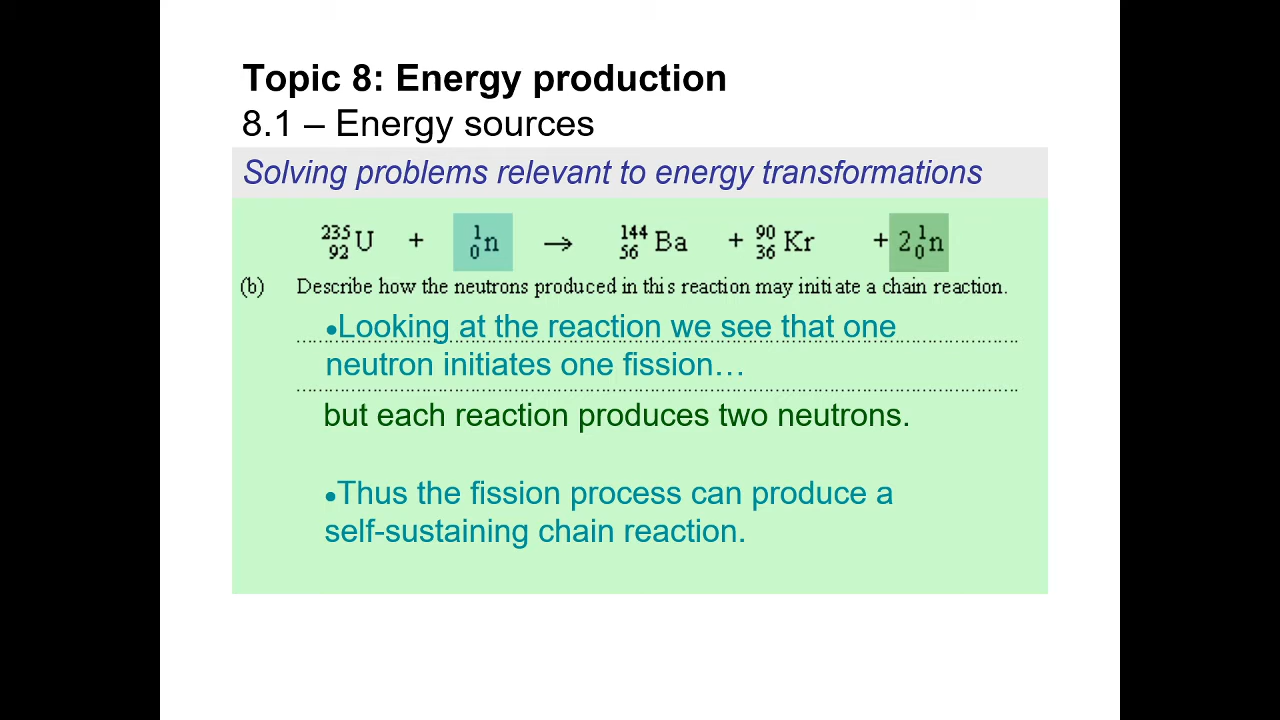 Topic 8: Energy production
8.1 – Energy sources
Solving problems relevant to energy transformations
²³⁵₉₂U + ¹₀n → ¹⁴⁴₅₆Ba + ⁹⁰₃₆Kr + 2¹₀n
(b) Describe how the neutrons produced in this reaction may initiate a chain reaction.
•Looking at the reaction we see that one
neutron initiates one fission…
but each reaction produces two neutrons.
•Thus the fission process can produce a
self-sustaining chain reaction.